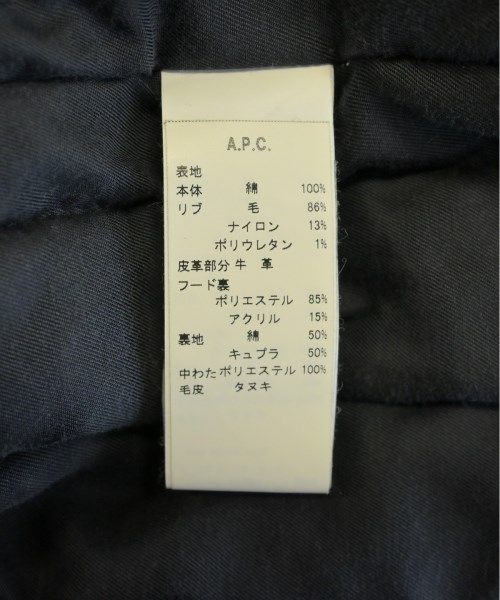 A.P.C.
表地
本体 綿 100%
リブ 毛 86%
ナイロン 13%
ポリウレタン 1%
皮革部分 牛 革
フード裏
ポリエステル 85%
アクリル 15%
裏地 綿 50%
キュプラ 50%
中わた ポリエステル 100%
毛皮 タヌキ